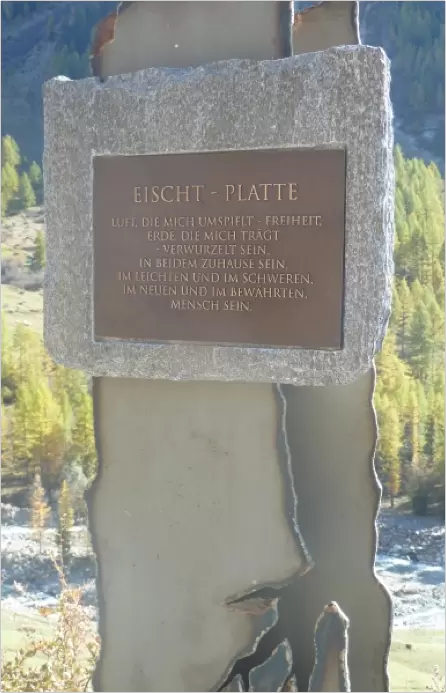 EISCHT - PLATTE
LUFT, DIE MICH UMSPIELT - FREIHEIT,
ERDE, DIE MICH TRÄGT
- VERWURZELT SEIN.
IN BEIDEM ZUHAUSE SEIN,
IM LEICHTEN UND IM SCHWEREN,
IM NEUEN UND IM BEWÄHRTEN,
MENSCH SEIN.